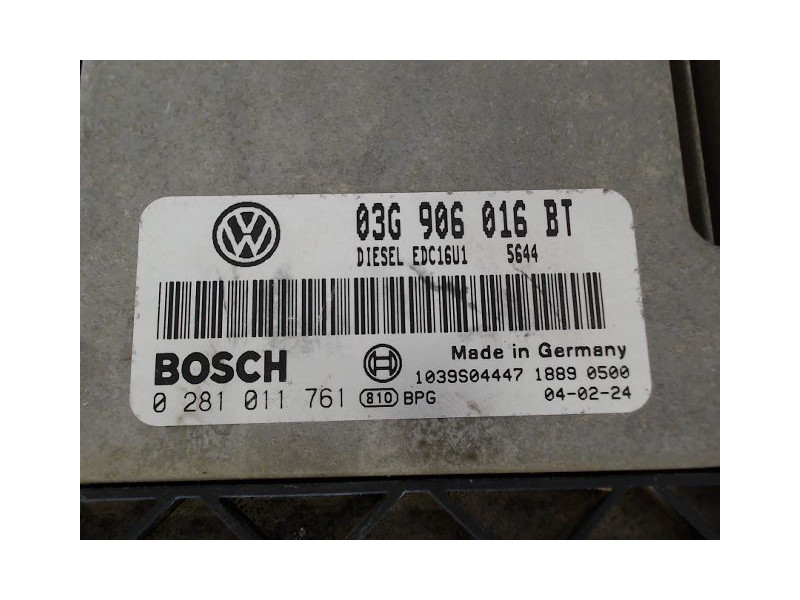 03G 906 016 BT
DIESEL EDC16U1 5644
BOSCH
Made in Germany
1039S04447 1889 0500
0 281 011 761 810 BPG 04-02-24